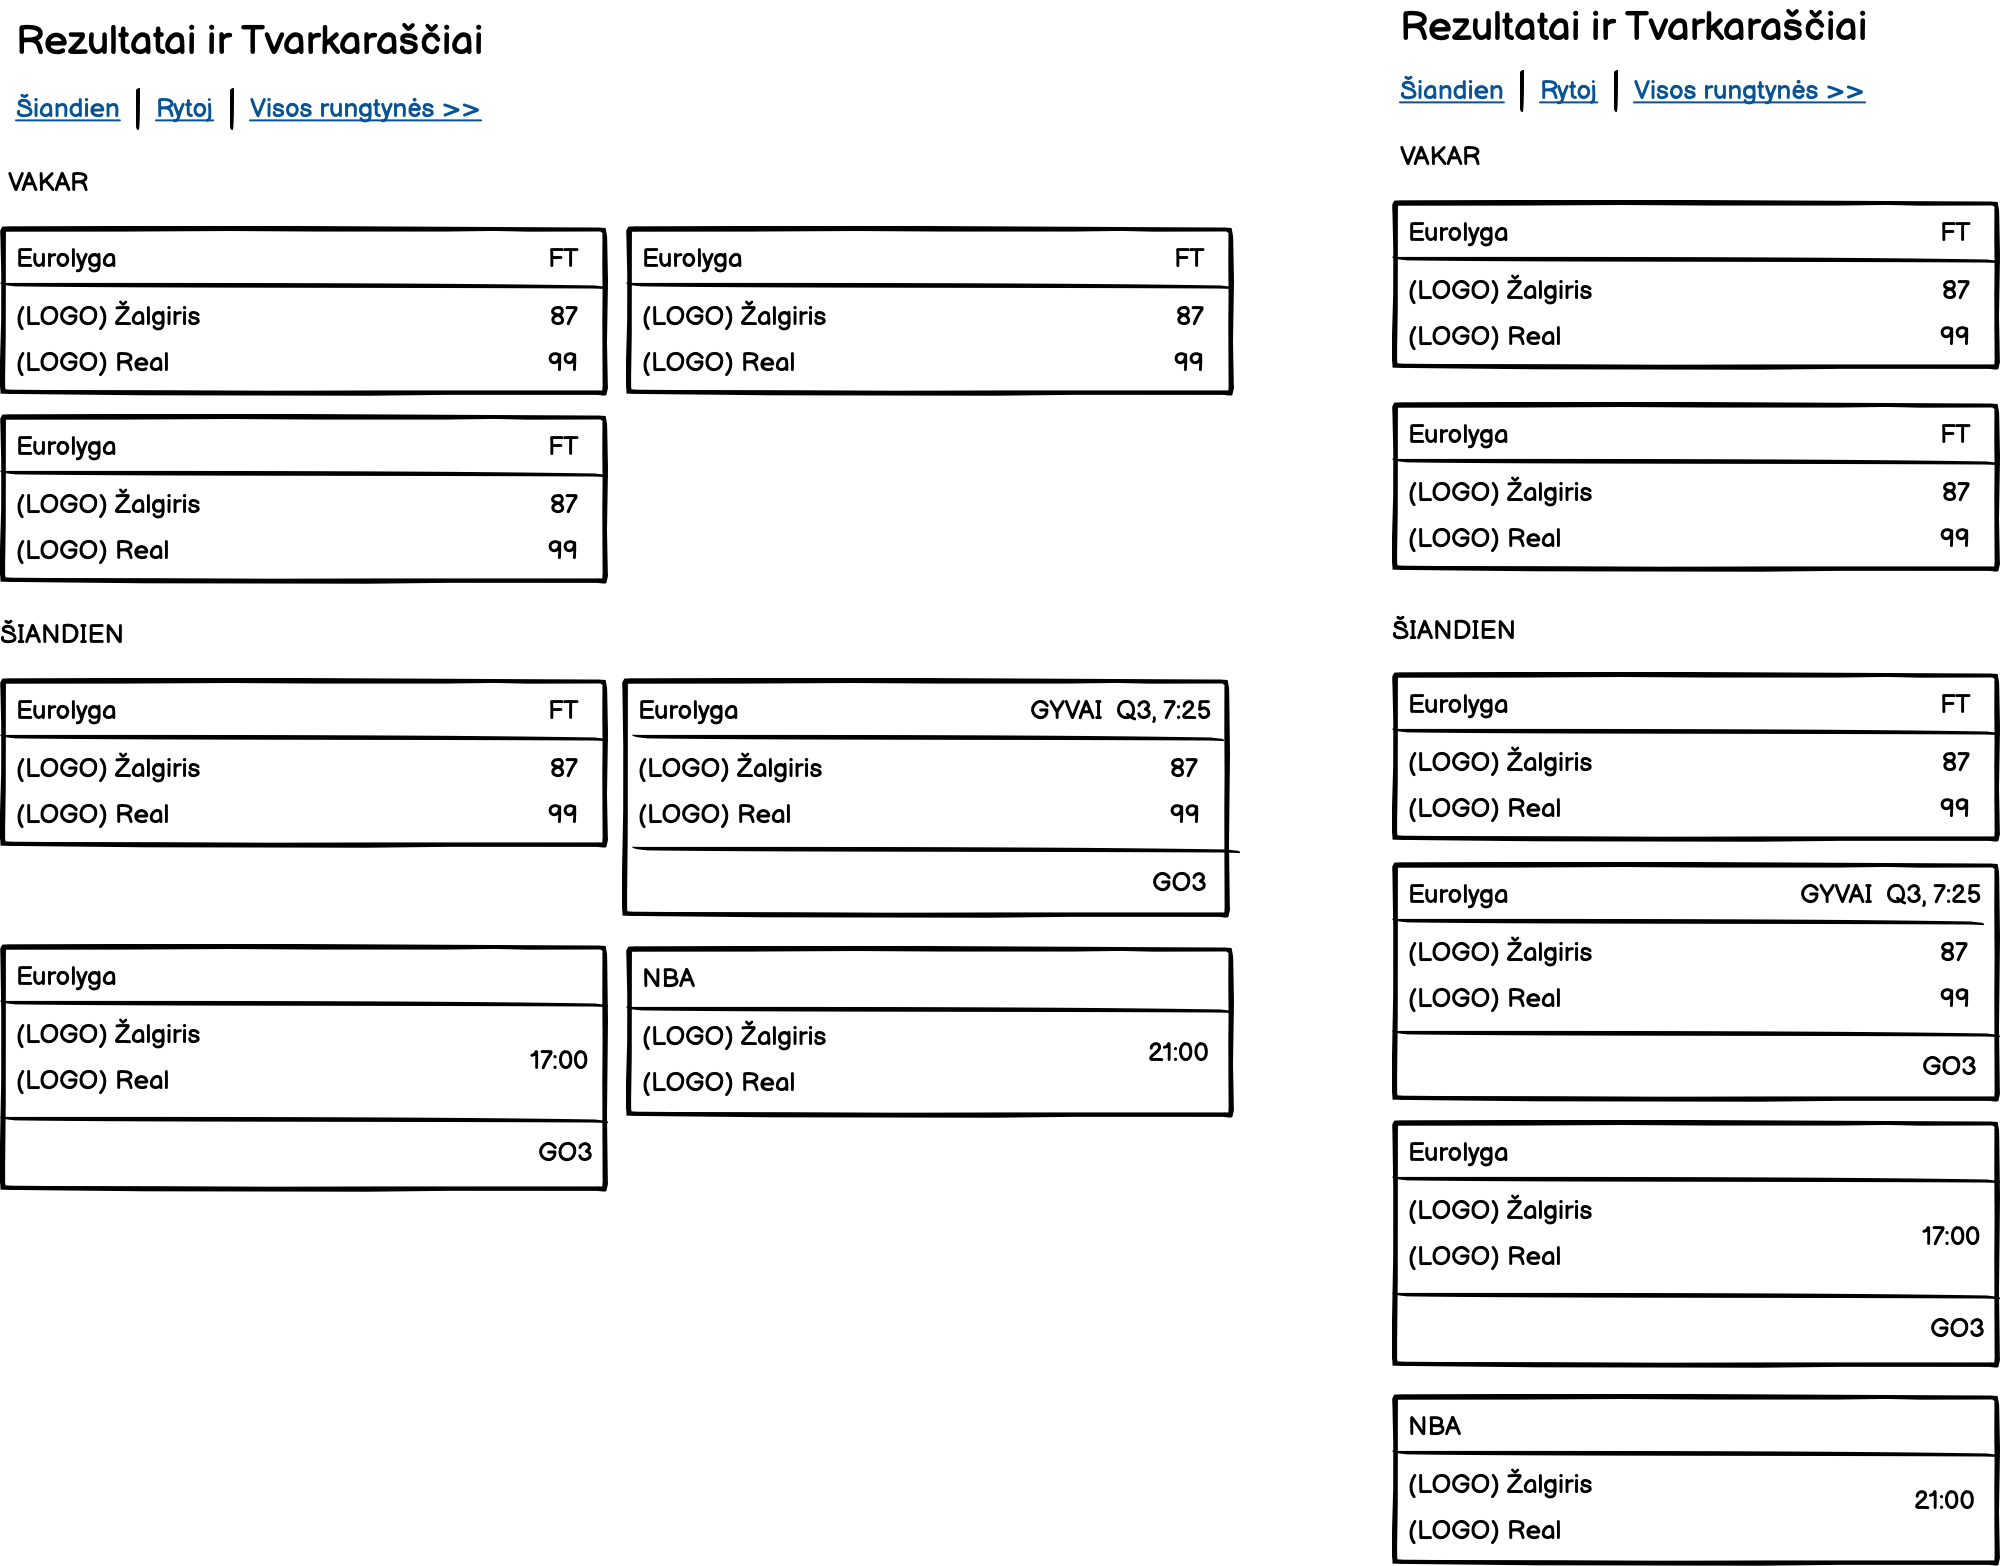 Rezultatai ir Tvarkaraščiai
Šiandien | Rytoj | Visos rungtynės >>
VAKAR
Eurolyga FT
(LOGO) Žalgiris 87
(LOGO) Real 99
Eurolyga FT
(LOGO) Žalgiris 87
(LOGO) Real 99
Eurolyga FT
(LOGO) Žalgiris 87
(LOGO) Real 99
ŠIANDIEN
Eurolyga FT
(LOGO) Žalgiris 87
(LOGO) Real 99
Eurolyga GYVAI Q3, 7:25
(LOGO) Žalgiris 87
(LOGO) Real 99
GO3
Eurolyga
(LOGO) Žalgiris
17:00
(LOGO) Real
GO3
NBA
(LOGO) Žalgiris
21:00
(LOGO) Real
Rezultatai ir Tvarkaraščiai
Šiandien | Rytoj | Visos rungtynės >>
VAKAR
Eurolyga FT
(LOGO) Žalgiris 87
(LOGO) Real 99
Eurolyga FT
(LOGO) Žalgiris 87
(LOGO) Real 99
ŠIANDIEN
Eurolyga FT
(LOGO) Žalgiris 87
(LOGO) Real 99
Eurolyga GYVAI Q3, 7:25
(LOGO) Žalgiris 87
(LOGO) Real 99
GO3
Eurolyga
(LOGO) Žalgiris
17:00
(LOGO) Real
GO3
NBA
(LOGO) Žalgiris
21:00
(LOGO) Real